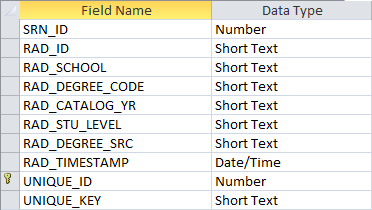 Field Name Data Type
SRN_ID Number
RAD_ID Short Text
RAD_SCHOOL Short Text
RAD_DEGREE_CODE Short Text
RAD_CATALOG_YR Short Text
RAD_STU_LEVEL Short Text
RAD_DEGREE_SRC Short Text
RAD_TIMESTAMP Date/Time
UNIQUE_ID Number
UNIQUE_KEY Short Text